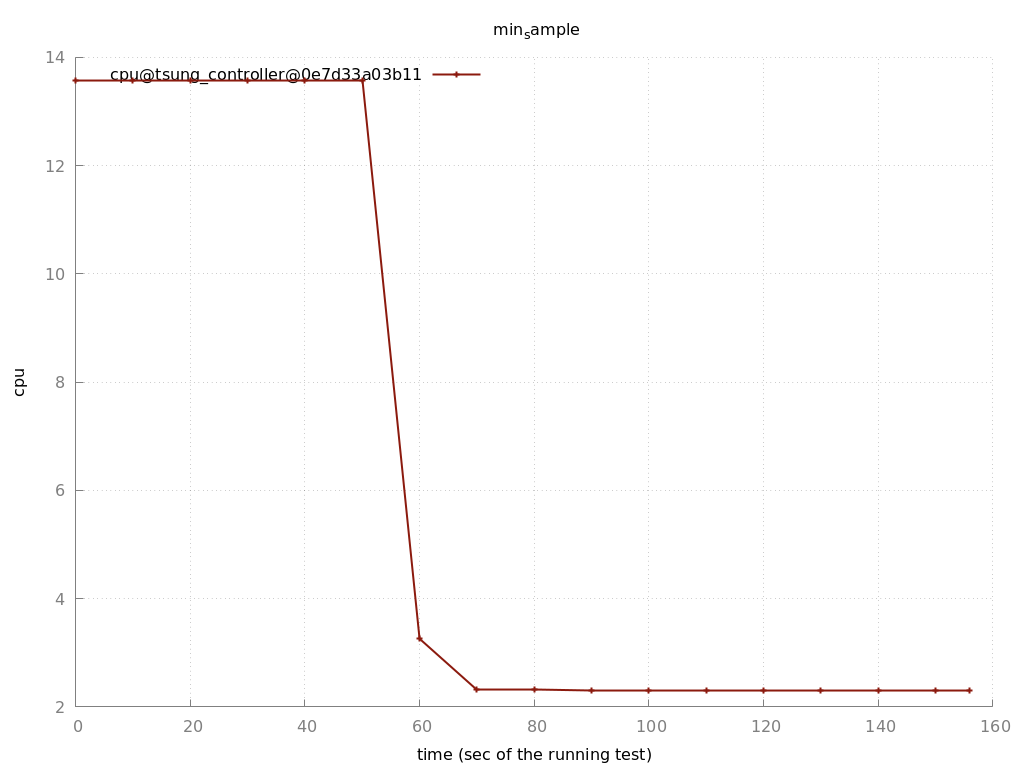 min_sample
14
cpu@tsung_controller@0e7d33a03b11
12
10
8
cpu
6
4
2
0 20 40 60 80 100 120 140 160
time (sec of the running test)